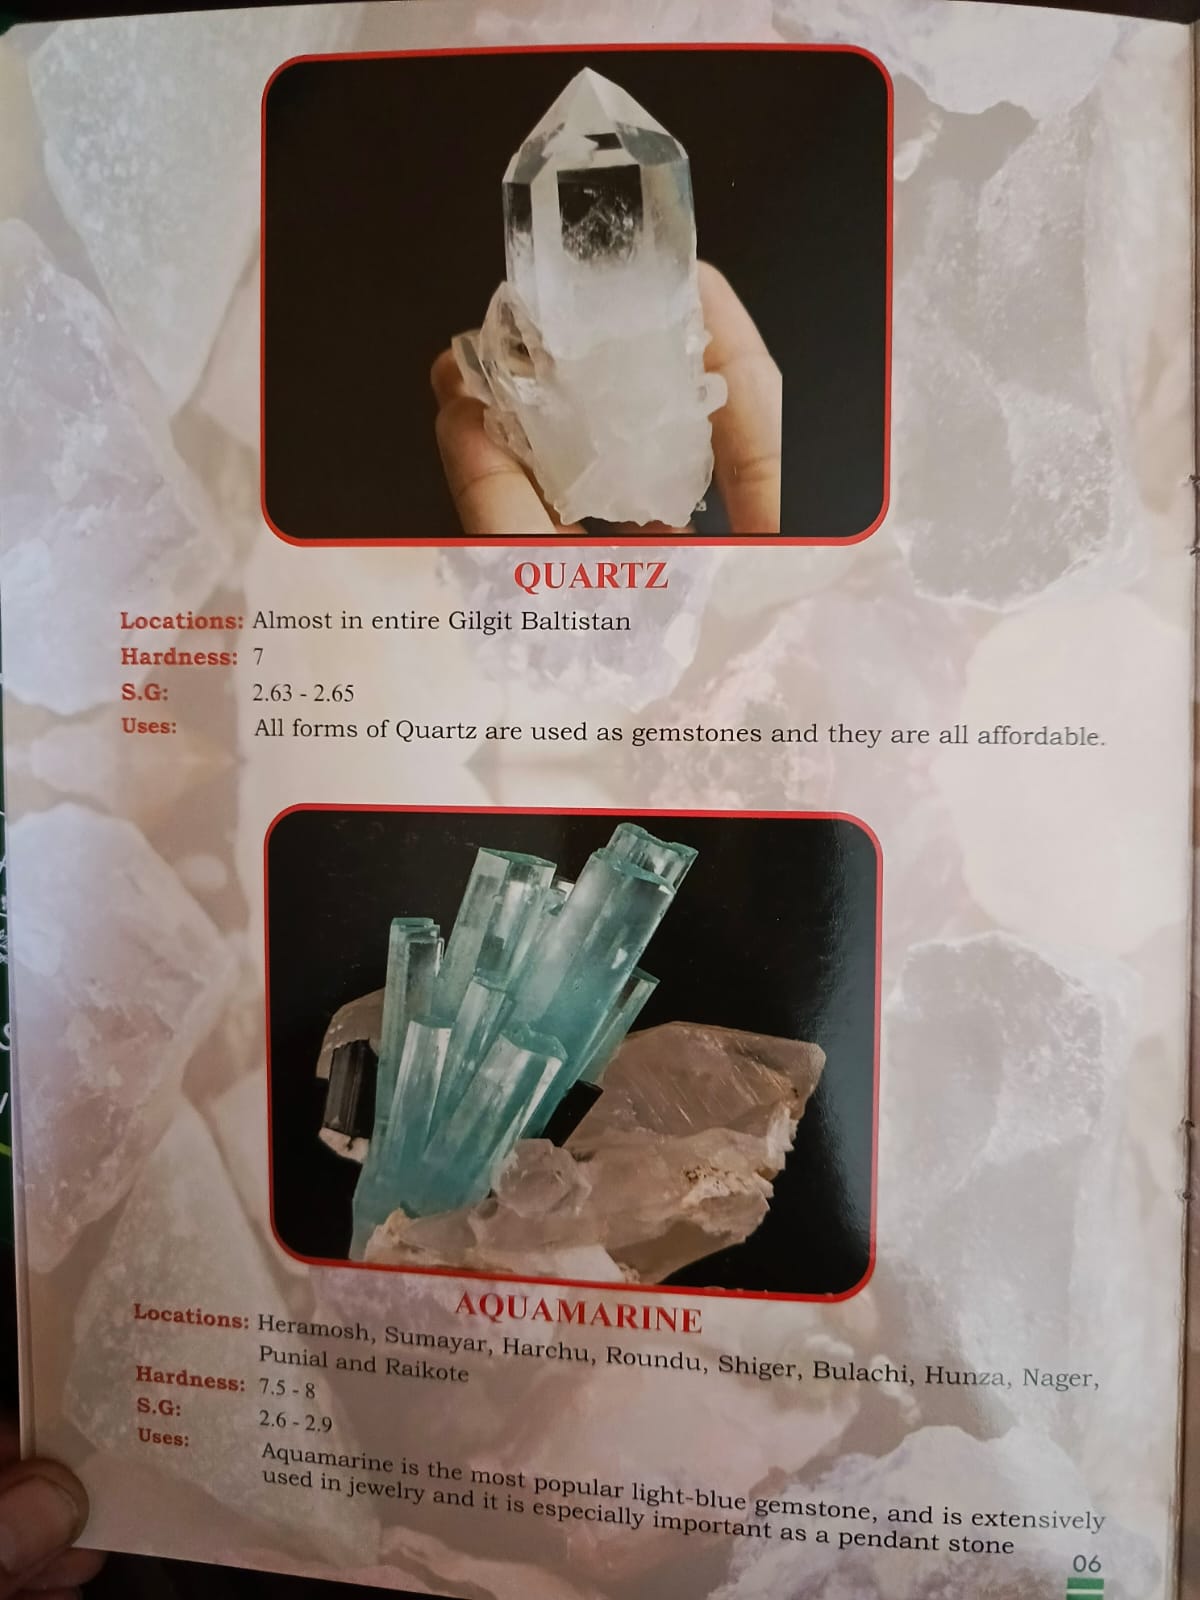 QUARTZ
Locations: Almost in entire Gilgit Baltistan
Hardness: 7
S.G: 2.63 - 2.65
Uses: All forms of Quartz are used as gemstones and they are all affordable.
AQUAMARINE
Locations: Heramosh, Sumayar, Harchu, Roundu, Shiger, Bulachi, Hunza, Nager,
Punial and Raikote
Hardness: 7.5 - 8
S.G: 2.6 - 2.9
Uses: Aquamarine is the most popular light-blue gemstone, and is extensively
used in jewelry and it is especially important as a pendant stone
06